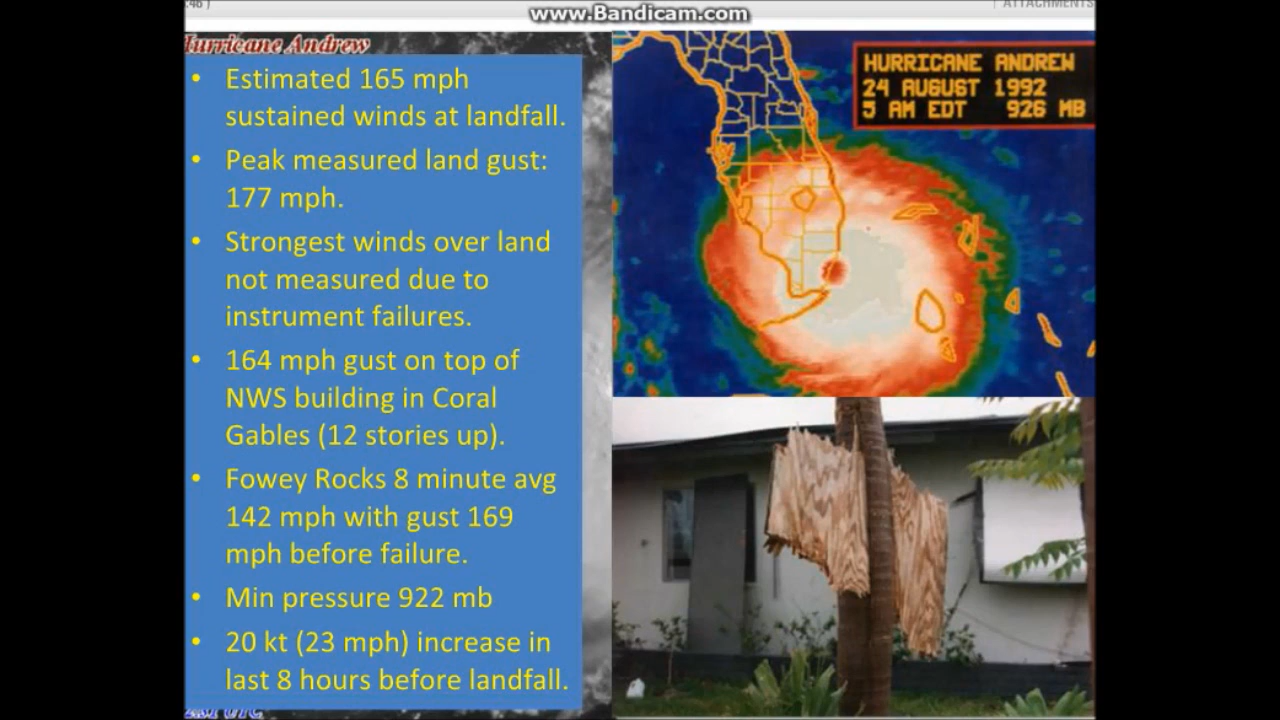 :46 )
www.Bandicam.com
ATTACHMENTS
Hurricane Andrew
• Estimated 165 mph
sustained winds at landfall.
• Peak measured land gust:
177 mph.
• Strongest winds over land
not measured due to
instrument failures.
• 164 mph gust on top of
NWS building in Coral
Gables (12 stories up).
• Fowey Rocks 8 minute avg
142 mph with gust 169
mph before failure.
• Min pressure 922 mb
• 20 kt (23 mph) increase in
last 8 hours before landfall.
HURRICANE ANDREW
24 AUGUST 1992
5 AM EDT 926 MB